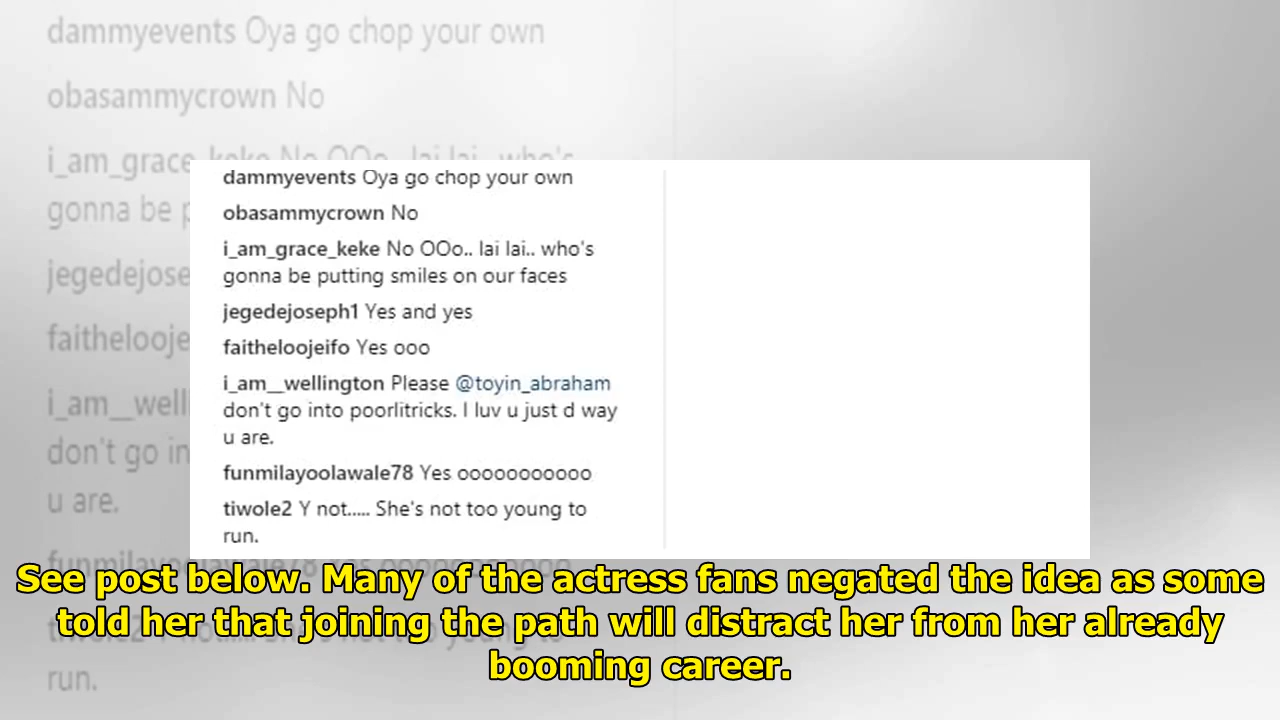 dammyevents Oya go chop your own
obasammycrown No
i_am_grace_keke No OOo.. lai lai.. who's
gonna be putting smiles on our faces
jegedejoseph1 Yes and yes
faitheloojeifo Yes ooo
i_am__wellington Please @toyin_abraham
don't go into poorlitricks. I luv u just d way
u are.
funmilayoolawale78 Yes ooooooooooo
tiwole2 Y not..... She's not too young to
run.
See post below. Many of the actress fans negated the idea as some
told her that joining the path will distract her from her already
booming career.